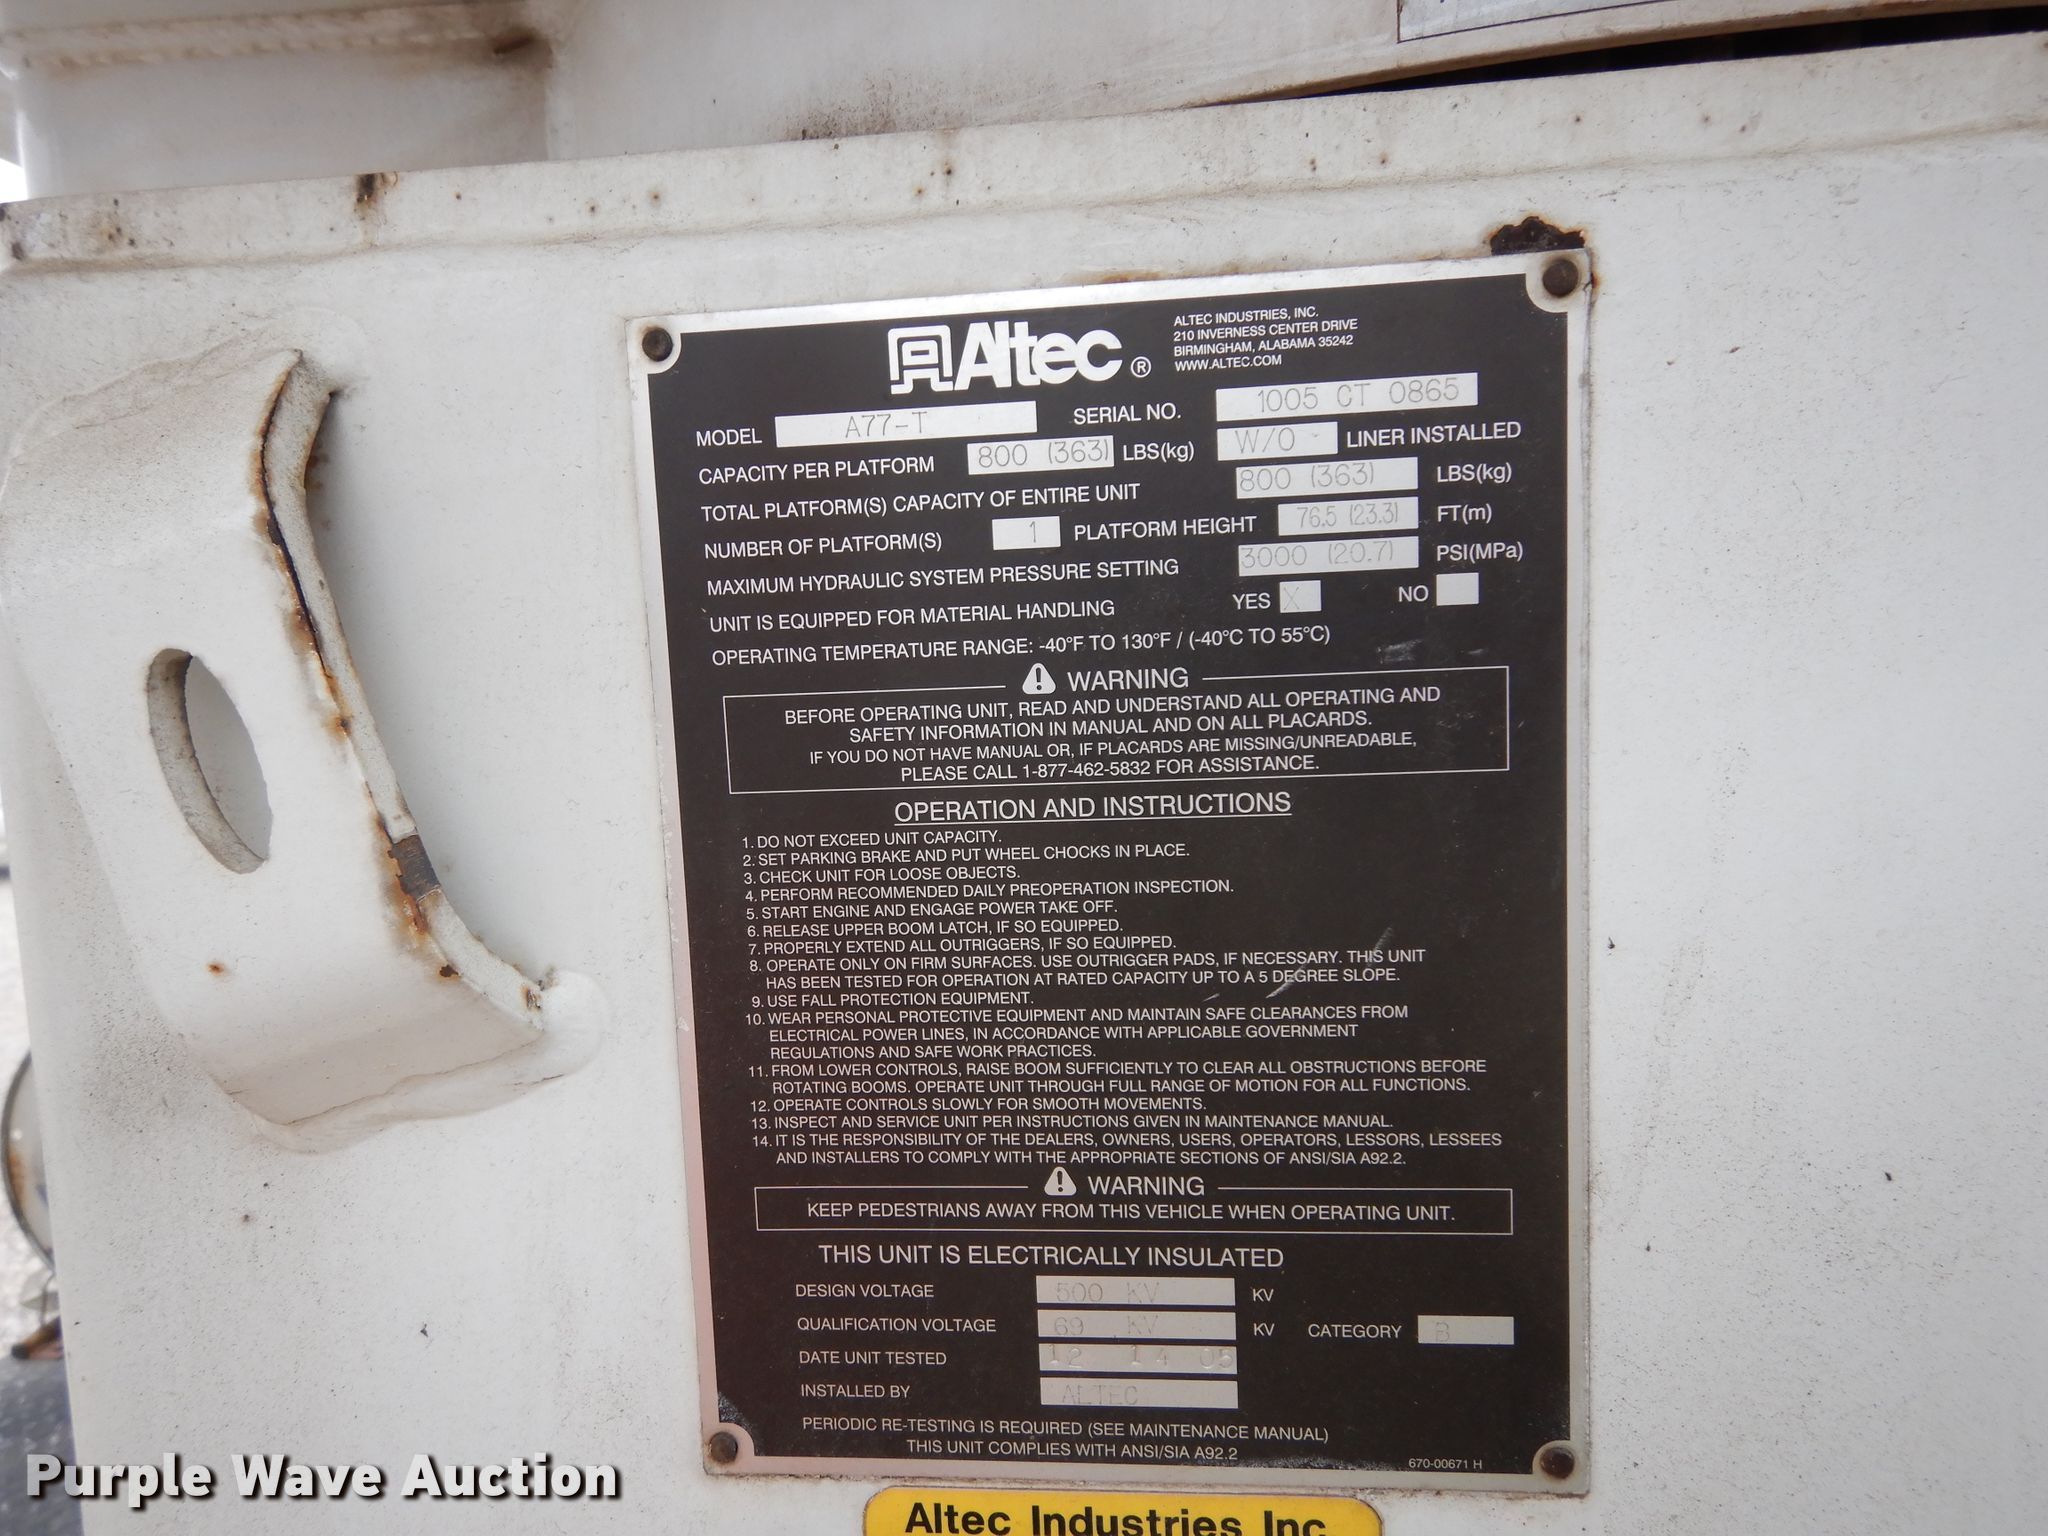 Altec ®
ALTEC INDUSTRIES, INC.
210 INVERNESS CENTER DRIVE
BIRMINGHAM, ALABAMA 35242
WWW.ALTEC.COM
MODEL A77-T SERIAL NO. 1005 CT 0865
CAPACITY PER PLATFORM 800 (363) LBS(kg) W/O LINER INSTALLED
TOTAL PLATFORM(S) CAPACITY OF ENTIRE UNIT 800 (363) LBS(kg)
NUMBER OF PLATFORM(S) 1 PLATFORM HEIGHT 76.5 (23.3) FT(m)
MAXIMUM HYDRAULIC SYSTEM PRESSURE SETTING 3000 (20.7) PSI(MPa)
UNIT IS EQUIPPED FOR MATERIAL HANDLING YES X NO
OPERATING TEMPERATURE RANGE: -40°F TO 130°F / (-40°C TO 55°C)
WARNING
BEFORE OPERATING UNIT, READ AND UNDERSTAND ALL OPERATING AND
SAFETY INFORMATION IN MANUAL AND ON ALL PLACARDS.
IF YOU DO NOT HAVE MANUAL OR, IF PLACARDS ARE MISSING/UNREADABLE,
PLEASE CALL 1-877-462-5832 FOR ASSISTANCE.
OPERATION AND INSTRUCTIONS
1. DO NOT EXCEED UNIT CAPACITY.
2. SET PARKING BRAKE AND PUT WHEEL CHOCKS IN PLACE.
3. CHECK UNIT FOR LOOSE OBJECTS.
4. PERFORM RECOMMENDED DAILY PREOPERATION INSPECTION.
5. START ENGINE AND ENGAGE POWER TAKE OFF.
6. RELEASE UPPER BOOM LATCH, IF SO EQUIPPED.
7. PROPERLY EXTEND ALL OUTRIGGERS, IF SO EQUIPPED.
8. OPERATE ONLY ON FIRM SURFACES. USE OUTRIGGER PADS, IF NECESSARY. THIS UNIT
HAS BEEN TESTED FOR OPERATION AT RATED CAPACITY UP TO A 5 DEGREE SLOPE.
9. USE FALL PROTECTION EQUIPMENT.
10. WEAR PERSONAL PROTECTIVE EQUIPMENT AND MAINTAIN SAFE CLEARANCES FROM
ELECTRICAL POWER LINES, IN ACCORDANCE WITH APPLICABLE GOVERNMENT
REGULATIONS AND SAFE WORK PRACTICES.
11. FROM LOWER CONTROLS, RAISE BOOM SUFFICIENTLY TO CLEAR ALL OBSTRUCTIONS BEFORE
ROTATING BOOMS. OPERATE UNIT THROUGH FULL RANGE OF MOTION FOR ALL FUNCTIONS.
12. OPERATE CONTROLS SLOWLY FOR SMOOTH MOVEMENTS.
13. INSPECT AND SERVICE UNIT PER INSTRUCTIONS GIVEN IN MAINTENANCE MANUAL.
14. IT IS THE RESPONSIBILITY OF THE DEALERS, OWNERS, USERS, OPERATORS, LESSORS, LESSEES
AND INSTALLERS TO COMPLY WITH THE APPROPRIATE SECTIONS OF ANSI/SIA A92.2.
WARNING
KEEP PEDESTRIANS AWAY FROM THIS VEHICLE WHEN OPERATING UNIT.
THIS UNIT IS ELECTRICALLY INSULATED
DESIGN VOLTAGE 500 KV KV
QUALIFICATION VOLTAGE 69 KV KV CATEGORY B
DATE UNIT TESTED 12 14 05
INSTALLED BY ALTEC
PERIODIC RE-TESTING IS REQUIRED (SEE MAINTENANCE MANUAL)
THIS UNIT COMPLIES WITH ANSI/SIA A92.2
670-00671 H
Altec Industries Inc
Purple Wave Auction